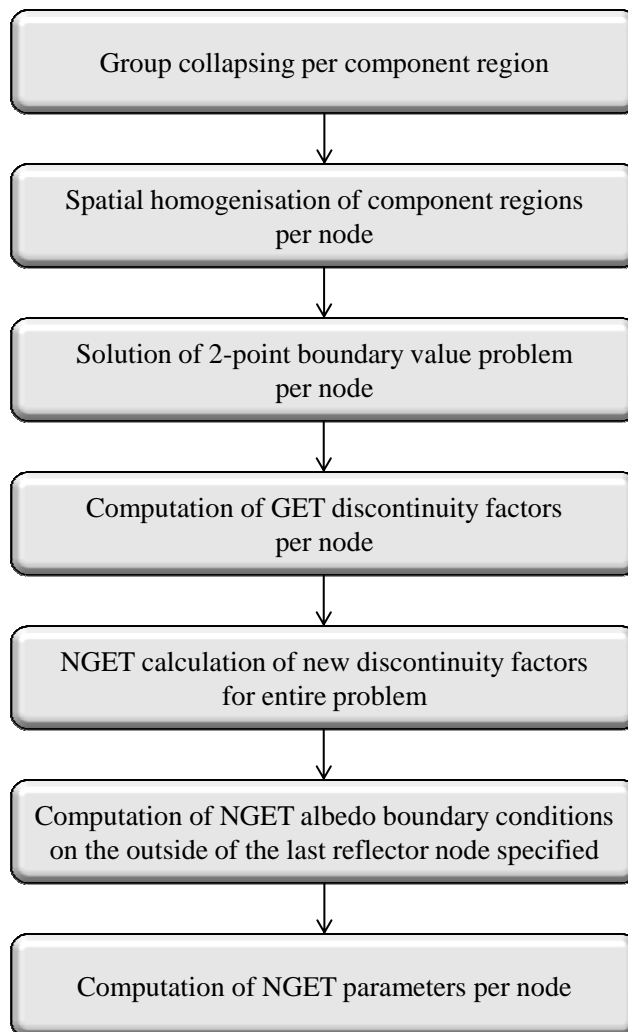 Group collapsing per component region
Spatial homogenisation of component regions
per node
Solution of 2-point boundary value problem
per node
Computation of GET discontinuity factors
per node
NGET calculation of new discontinuity factors
for entire problem
Computation of NGET albedo boundary conditions
on the outside of the last reflector node specified
Computation of NGET parameters per node